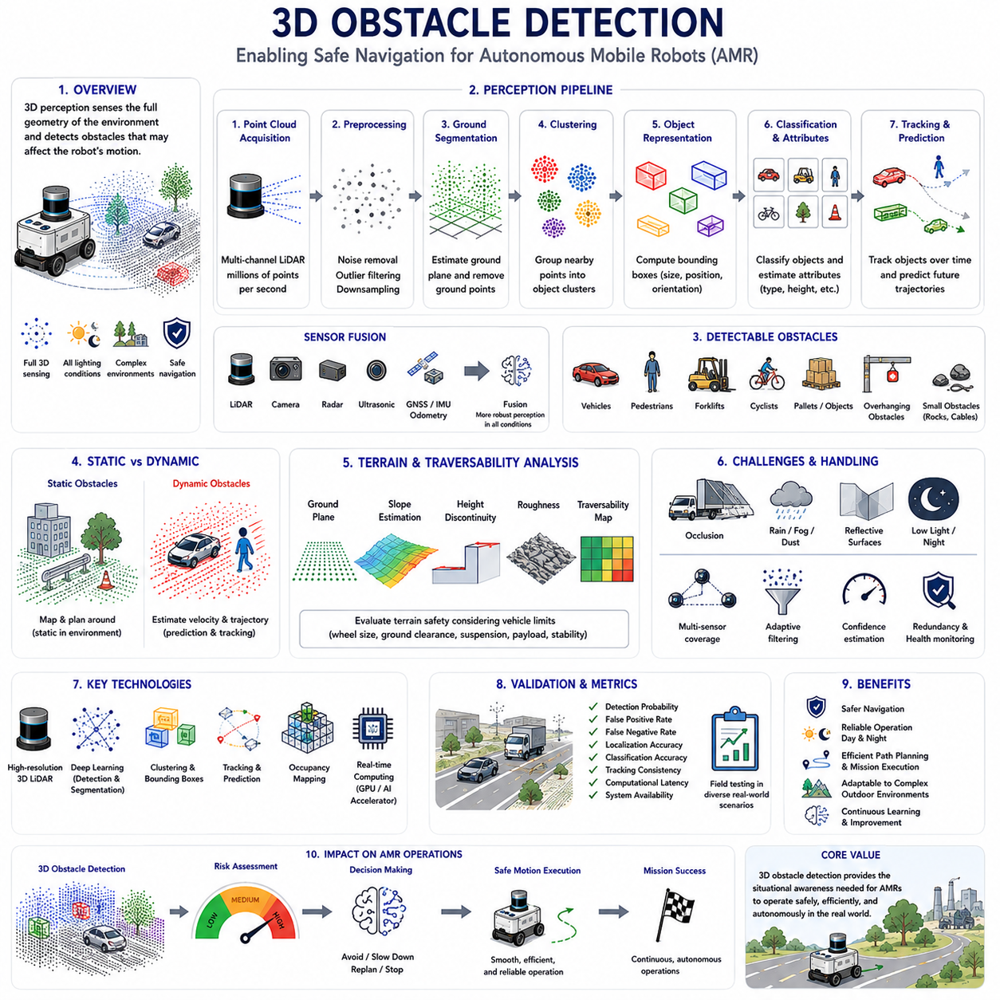 3D OBSTACLE DETECTION
Enabling Safe Navigation for Autonomous Mobile Robots (AMR)
1. OVERVIEW
3D perception senses the full
geometry of the environment
and detects obstacles that may
affect the robot's motion.
Full 3D
sensing
All lighting
conditions
Complex
environments
Safe
navigation
2. PERCEPTION PIPELINE
1. Point Cloud
Acquisition
Multi-channel LiDAR
millions of points
per second
2. Preprocessing
Noise removal
Outlier filtering
Downsampling
3. Ground
Segmentation
Estimate ground
plane and remove
ground points
4. Clustering
Group nearby
points into
object clusters
5. Object
Representation
Compute bounding
boxes (size, position,
orientation)
6. Classification
& Attributes
Classify objects and
estimate attributes
(type, height, etc.)
7. Tracking &
Prediction
Track objects over time
and predict future
trajectories
SENSOR FUSION
LiDAR
Camera
Radar
Ultrasonic
GNSS / IMU
Odometry
Fusion
More robust perception
in all conditions
3. DETECTABLE OBSTACLES
Vehicles
Pedestrians
Forklifts
Cyclists
Pallets / Objects
Overhanging
Obstacles
Small Obstacles
(Rocks, Cables)
4. STATIC vs DYNAMIC
Static Obstacles
Map & plan around
(static in environment)
Dynamic Obstacles
Estimate velocity & trajectory
(prediction & tracking)
5. TERRAIN & TRAVERSABILITY ANALYSIS
Ground
Plane
Slope
Estimation
Height
Discontinuity
Roughness
Traversability
Map
Evaluate terrain safety considering vehicle limits
(wheel size, ground clearance, suspension, payload, stability)
6. CHALLENGES & HANDLING
Occlusion
Rain / Fog /
Dust
Reflective
Surfaces
Low Light /
Night
Multi-sensor
coverage
Adaptive
filtering
Confidence
estimation
Redundancy &
Health monitoring
7. KEY TECHNOLOGIES
High-resolution
3D LiDAR
Deep Learning
(Detection &
Segmentation)
Clustering &
Bounding Boxes
Tracking &
Prediction
Occupancy
Mapping
Real-time
Computing
(GPU / AI
Accelerator)
8. VALIDATION & METRICS
Detection Probability
False Positive Rate
False Negative Rate
Localization Accuracy
Classification Accuracy
Tracking Consistency
Computational Latency
System Availability
Field testing in
diverse real-world
scenarios
9. BENEFITS
Safer Navigation
Reliable Operation
Day & Night
Efficient Path Planning
& Mission Execution
Adaptable to Complex
Outdoor Environments
Continuous Learning
& Improvement
10. IMPACT ON AMR OPERATIONS
3D Obstacle Detection
Risk Assessment
LOW
MEDIUM
HIGH
Decision Making
Avoid / Slow Down
Replan / Stop
Safe Motion Execution
Smooth, efficient,
and reliable operation
Mission Success
Continuous, autonomous
operations
CORE VALUE
3D obstacle detection provides the
situational awareness needed for AMRs
to operate safely, efficiently, and
autonomously in the real world.